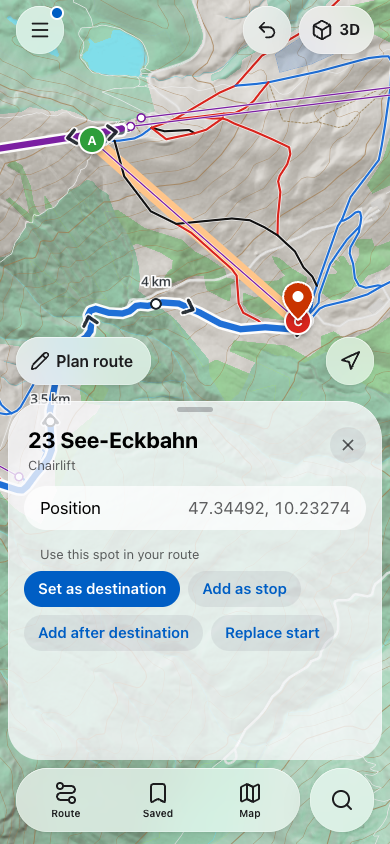 3D
A
4 km
C
Plan route
3.5 km
23 See-Eckbahn
Chairlift
Position
47.34492, 10.23274
Use this spot in your route
Set as destination
Add as stop
Add after destination
Replace start
Route
Saved
Map